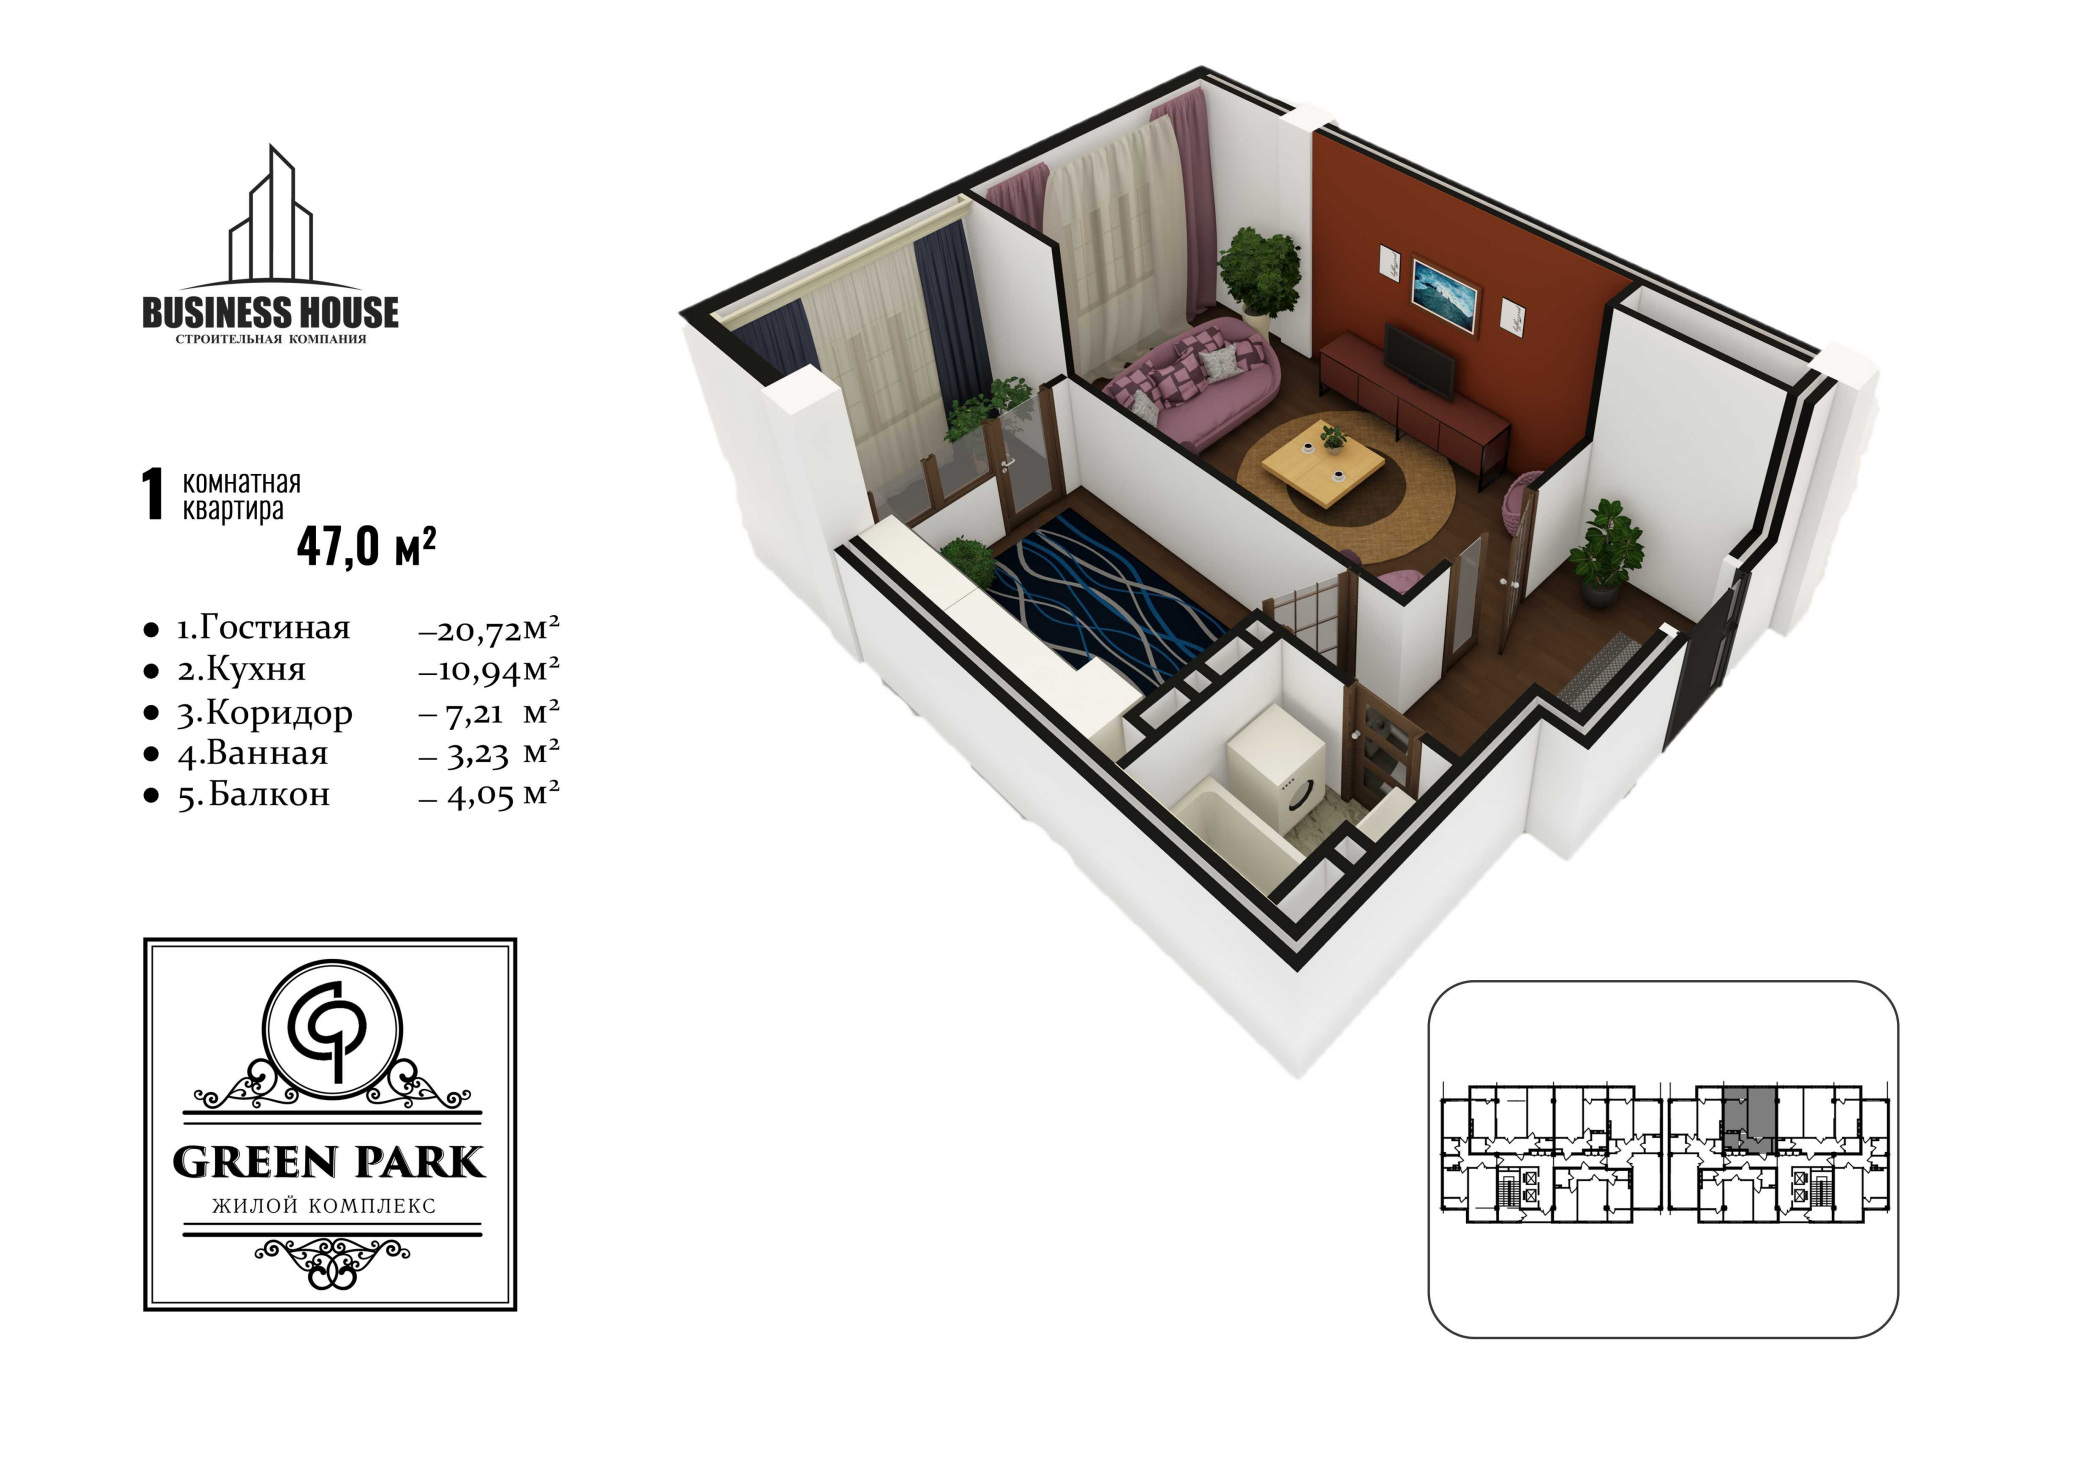 BUSINESS HOUSE
СТРОИТЕЛЬНАЯ КОМПАНИЯ
1 комнатная
квартира
47,0 м²
● 1.Гостиная –20,72м²
● 2.Кухня –10,94м²
● 3.Коридор – 7,21 м²
● 4.Ванная – 3,23 м²
● 5.Балкон – 4,05 м²
GREEN PARK
ЖИЛОЙ КОМПЛЕКС